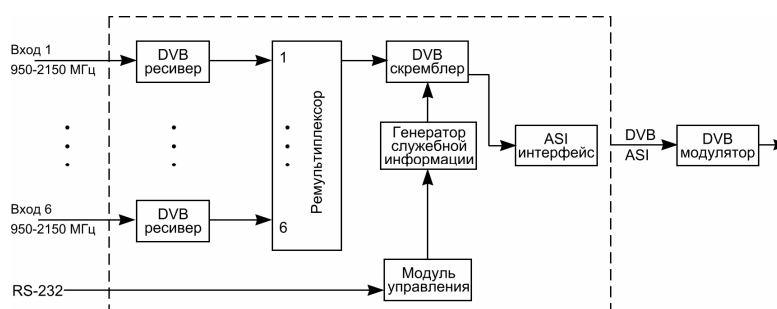 Вход 1
950-2150 МГц
DVB
ресивер
1
Ремультиплексор
DVB
скремблер
Генератор
служебной
информации
ASI
интерфейс
DVB
ASI
DVB
модулятор
Вход 6
950-2150 МГц
DVB
ресивер
6
RS-232
Модуль
управления